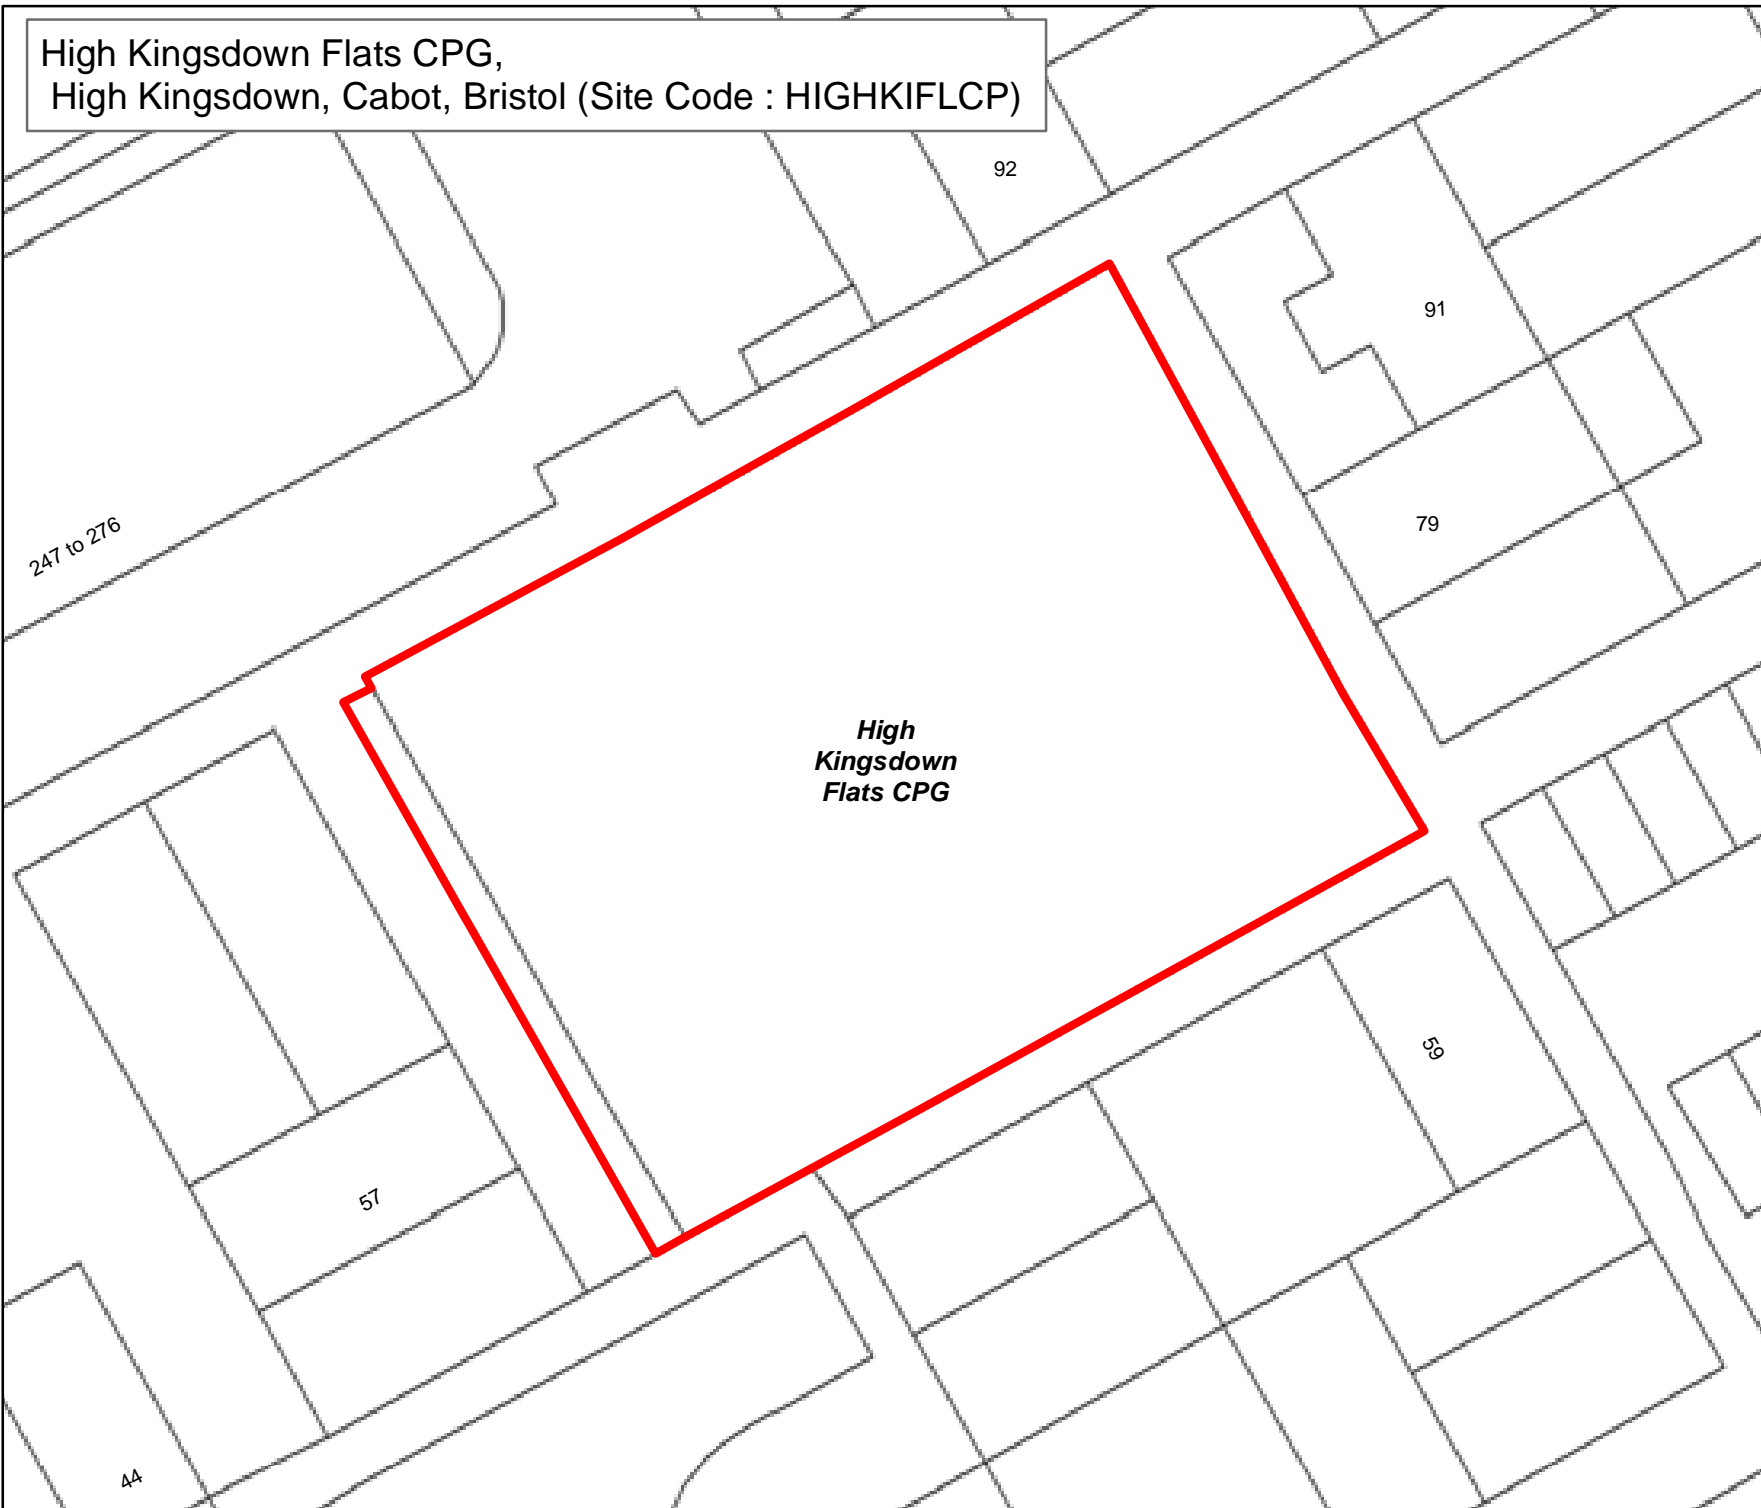 High Kingsdown Flats CPG,
High Kingsdown, Cabot, Bristol (Site Code : HIGHKIFLCP)
92
91
247 to 276
79
High
Kingsdown
Flats CPG
59
57
44